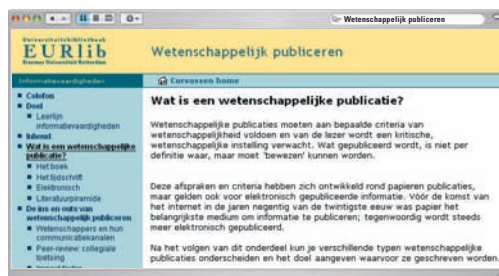 Wetenschappelijk publiceren
Universiteitsbibliotheek
EURlib
Erasmus Universiteit Rotterdam
Wetenschappelijk publiceren
Informatievaardigheden
Cursussen home
Colofon
Doel
Leerlijn
informatievaardigheden
Inhoud
Wat is een wetenschappelijke
publicatie?
Het boek
Het tijdschrift
Elektronisch
Literatuurpiramide
De ins en outs van
wetenschappelijk publiceren
Wetenschappers en hun
communicatiekanalen
Peer-review: collegiale
toetsing
Wat is een wetenschappelijke publicatie?
Wetenschappelijke publicaties moeten aan bepaalde criteria van
wetenschappelijkheid voldoen en van de lezer wordt een kritische,
wetenschappelijke instelling verwacht. Wat gepubliceerd wordt, is niet per
definitie waar, maar moet 'bewezen' kunnen worden.
Deze afspraken en criteria hebben zich ontwikkeld rond papieren publicaties,
maar gelden ook voor elektronisch gepubliceerde informatie. Vóór de komst van
het internet in de jaren negentig van de twintigste eeuw was papier het
belangrijkste medium om informatie te publiceren; tegenwoordig wordt steeds
meer elektronisch gepubliceerd.
Na het volgen van dit onderdeel kun je verschillende typen wetenschappelijke
publicaties onderscheiden en het doel aangeven waarvoor ze geschreven worden.